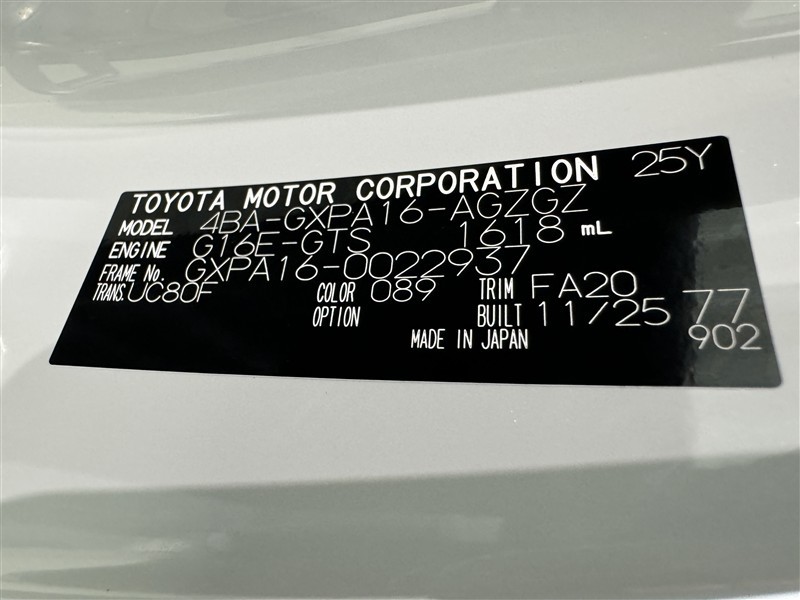 TOYOTA MOTOR CORPORATION 25Y
MODEL 4BA-GXPA16-AGZGZ
ENGINE G16E-GTS 1618 mL
FRAME No. GXPA16-0022937
TRANS. UC80F COLOR 089 TRIM FA20
OPTION BUILT 11/25 77
MADE IN JAPAN 902